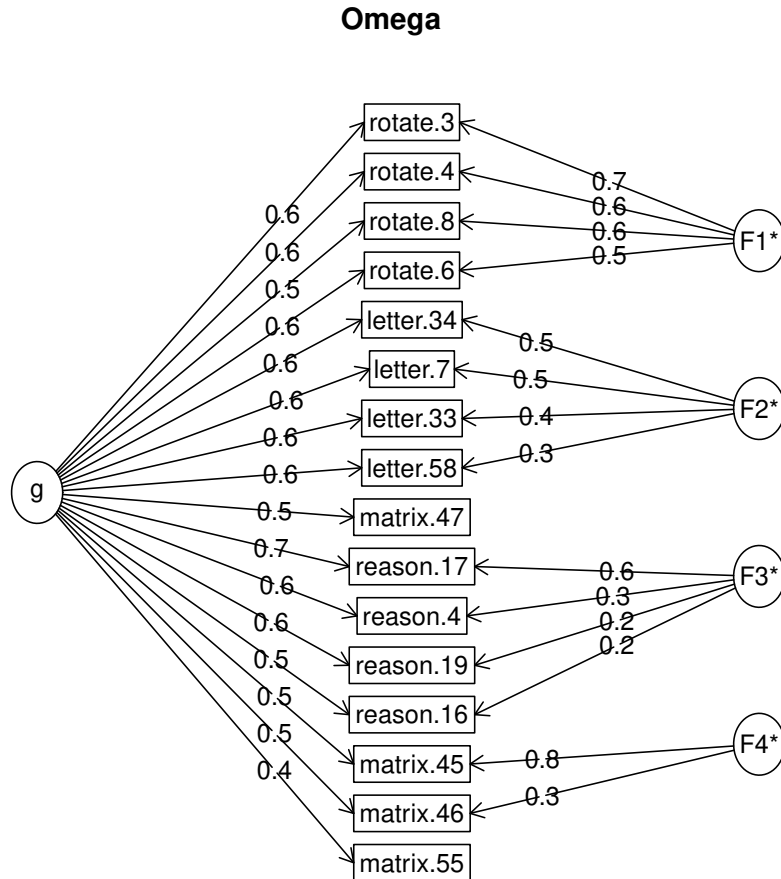 Omega
rotate.3
rotate.4
rotate.8
rotate.6
letter.34
letter.7
letter.33
letter.58
matrix.47
reason.17
reason.4
reason.19
reason.16
matrix.45
matrix.46
matrix.55
g
0.6
0.6
0.5
0.6
0.6
0.6
0.6
0.6
0.5
0.7
0.6
0.6
0.5
0.5
0.5
0.4
F1*
0.7
0.6
0.6
0.5
F2*
0.5
0.5
0.4
0.3
F3*
0.6
0.3
0.2
0.2
F4*
0.8
0.3